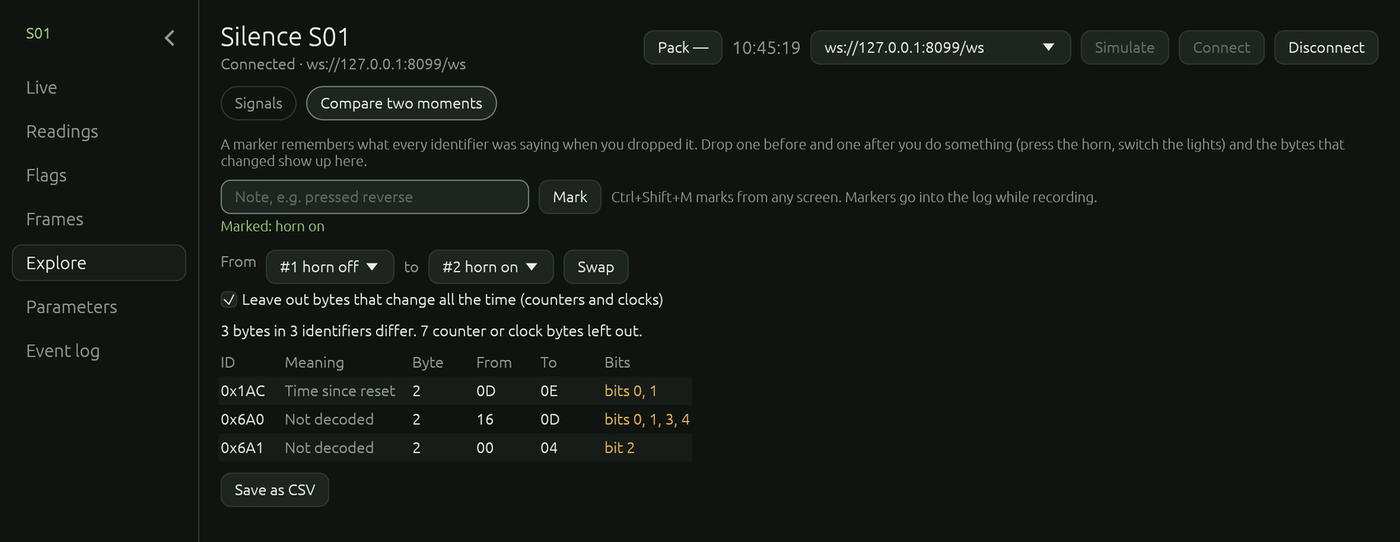 S01
Live
Readings
Flags
Frames
Explore
Parameters
Event log
Silence S01
Connected · ws://127.0.0.1:8099/ws
Pack —
10:45:19
ws://127.0.0.1:8099/ws
Simulate
Connect
Disconnect
Signals
Compare two moments
A marker remembers what every identifier was saying when you dropped it. Drop one before and one after you do something (press the horn, switch the lights) and the bytes that
changed show up here.
Note, e.g. pressed reverse
Mark
Ctrl+Shift+M marks from any screen. Markers go into the log while recording.
Marked: horn on
From #1 horn off to #2 horn on Swap
Leave out bytes that change all the time (counters and clocks)
3 bytes in 3 identifiers differ. 7 counter or clock bytes left out.
ID Meaning Byte From To Bits
0x1AC Time since reset 2 0D 0E bits 0, 1
0x6A0 Not decoded 2 16 0D bits 0, 1, 3, 4
0x6A1 Not decoded 2 00 04 bit 2
Save as CSV